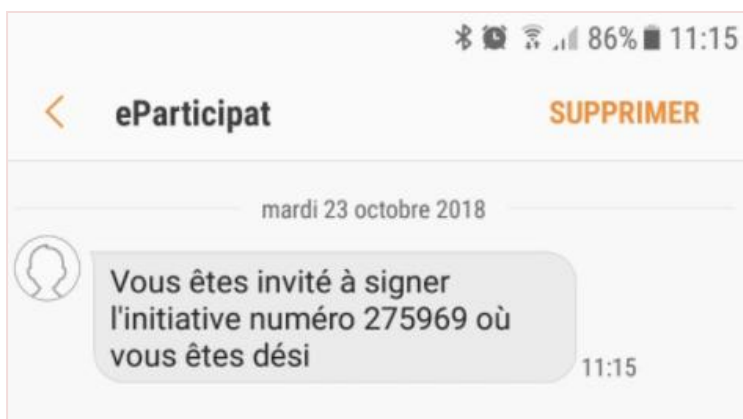 86% 11:15
eParticipat SUPPRIMER
mardi 23 octobre 2018
Vous êtes invité à signer
l'initiative numéro 275969 où
vous êtes dési
11:15